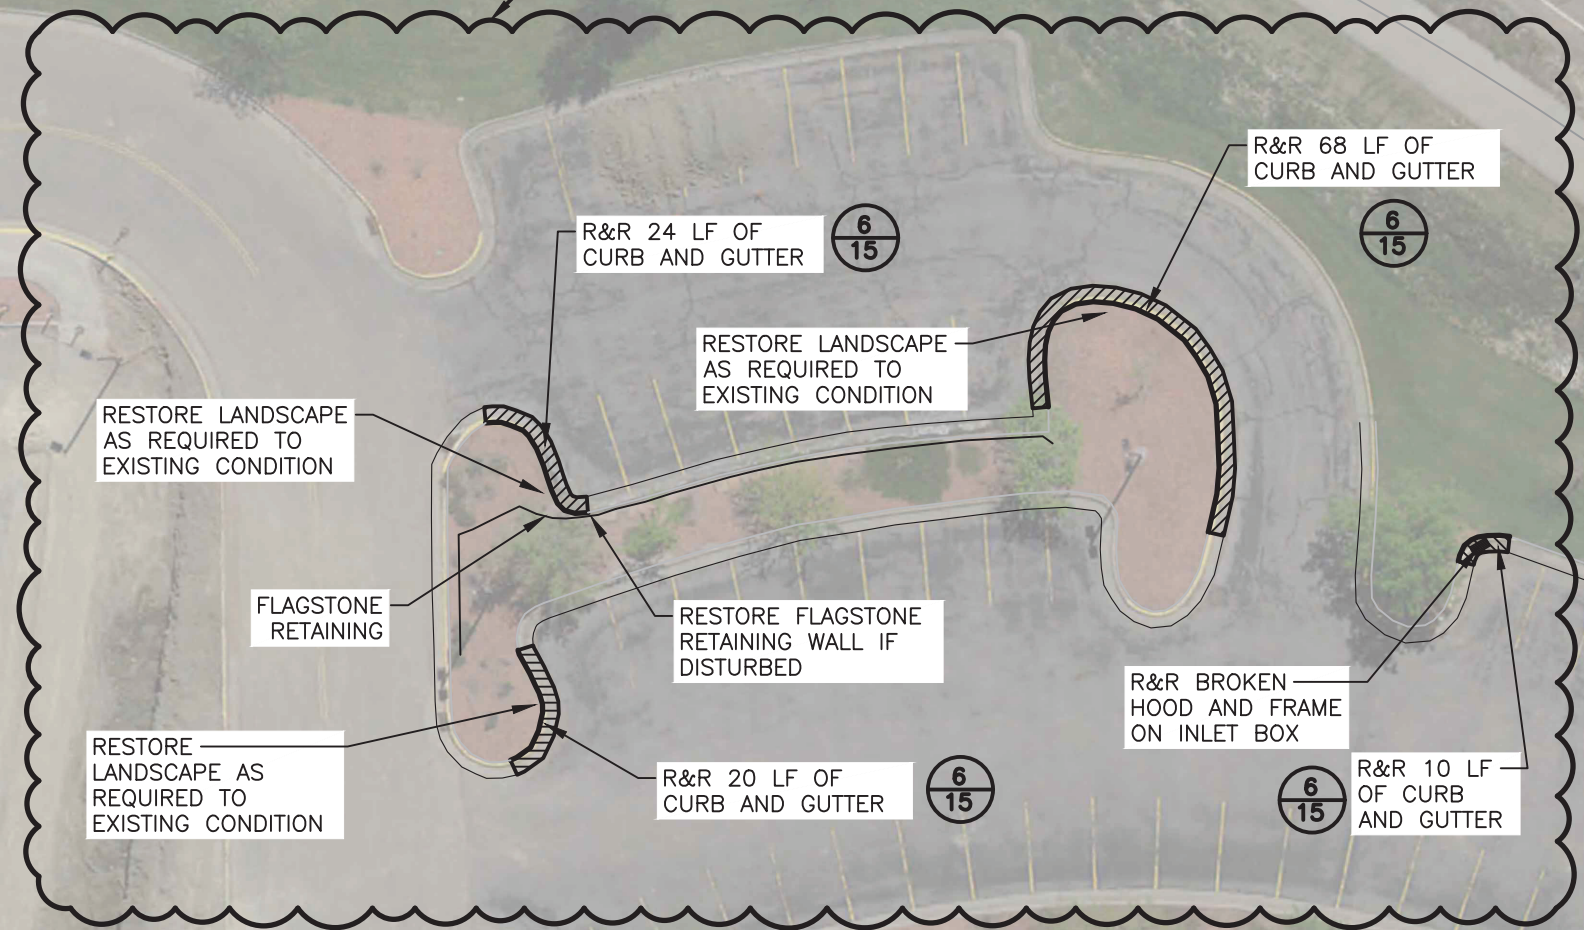 R&R 68 LF OF
CURB AND GUTTER
6
15
R&R 24 LF OF
CURB AND GUTTER
6
15
RESTORE LANDSCAPE
AS REQUIRED TO
EXISTING CONDITION
RESTORE LANDSCAPE
AS REQUIRED TO
EXISTING CONDITION
FLAGSTONE
RETAINING
RESTORE FLAGSTONE
RETAINING WALL IF
DISTURBED
R&R BROKEN
HOOD AND FRAME
ON INLET BOX
RESTORE
LANDSCAPE AS
REQUIRED TO
EXISTING CONDITION
R&R 20 LF OF
CURB AND GUTTER
6
15
6
15
R&R 10 LF
OF CURB
AND GUTTER